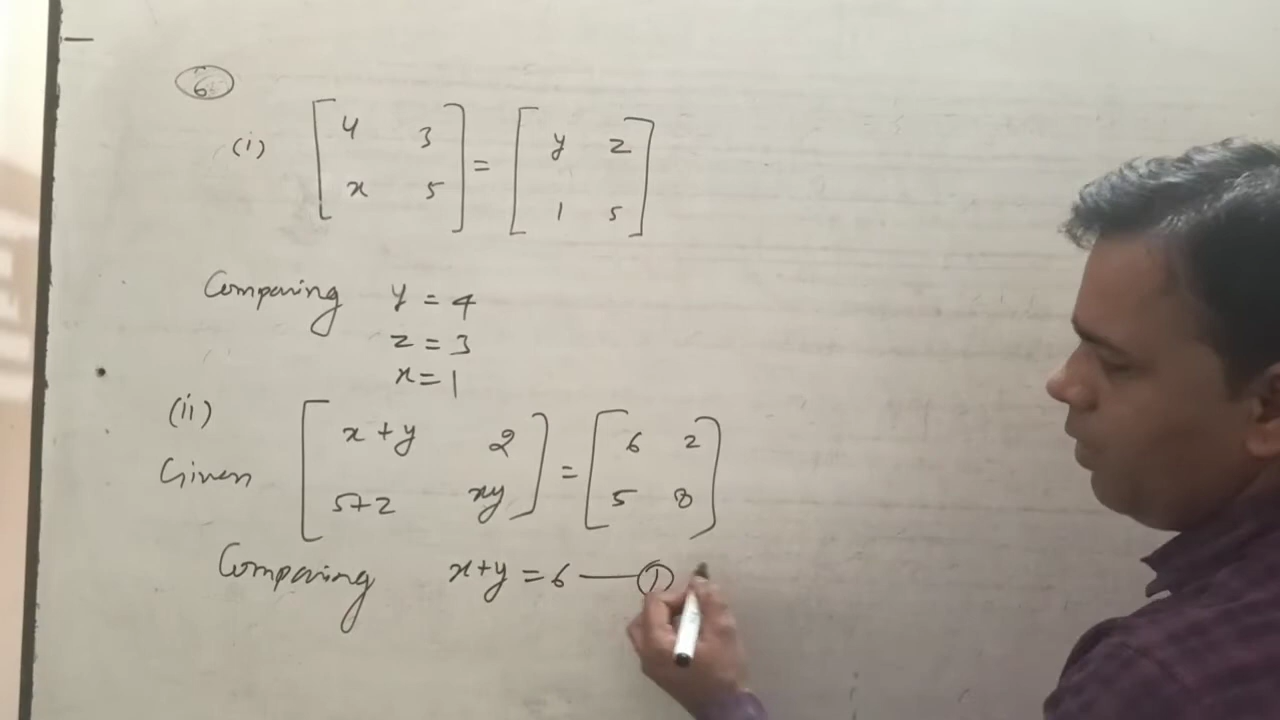 6
(i) [ 4 3 ] = [ y z ]
[ x 5 ] [ 1 5 ]
Comparing y = 4
z = 3
x = 1
(ii)
Given [ x + y 2 ] = [ 6 2 ]
[ 5+z xy ] [ 5 8 ]
Comparing x+y = 6 — ①